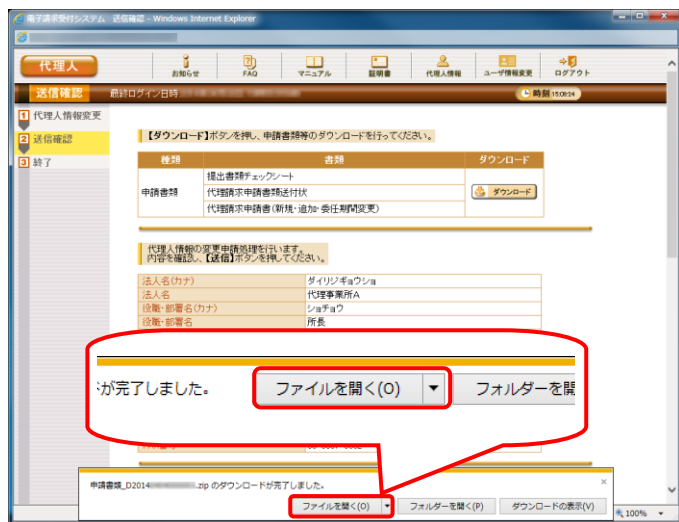 電子請求受付システム 送信確認 - Windows Internet Explorer
代理人
お知らせ
FAQ
マニュアル
証明書
代理人情報
ユーザ情報変更
ログアウト
送信確認
最終ログイン日時
時刻 15:09:24
1 代理人情報変更
2 送信確認
3 終了
【ダウンロード】ボタンを押し、申請書類等のダウンロードを行ってください。
種類 書類 ダウンロード
申請書類
提出書類チェックシート
代理請求申請書類送付状
代理請求申請書(新規・追加・委任期間変更)
ダウンロード
代理人情報の変更申請処理を行います。
内容を確認し、【送信】ボタンを押してください。
法人名(カナ) ダイリジギョウショ
法人名 代理事業所A
役職・部署名(カナ) ショチョウ
役職・部署名 所長
が完了しました。 ファイルを開く(O) ▼ フォルダーを開
申請書類_D2014
.zip のダウンロードが完了しました。
×
ファイルを開く(O) ▼ フォルダーを開く(P) ダウンロードの表示(V)
100%